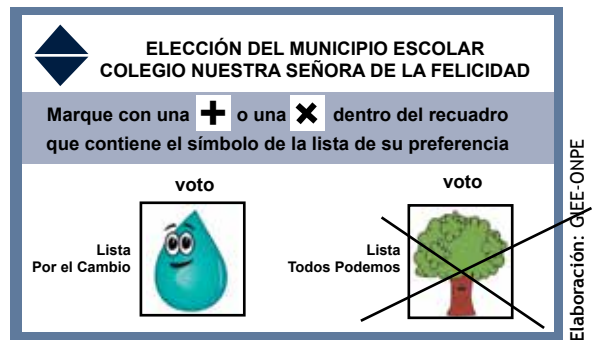 ELECCIÓN DEL MUNICIPIO ESCOLAR
COLEGIO NUESTRA SEÑORA DE LA FELICIDAD
Marque con una + o una × dentro del recuadro
que contiene el símbolo de la lista de su preferencia
voto
Lista
Por el Cambio
voto
Lista
Todos Podemos
Elaboración: GIEE-ONPE